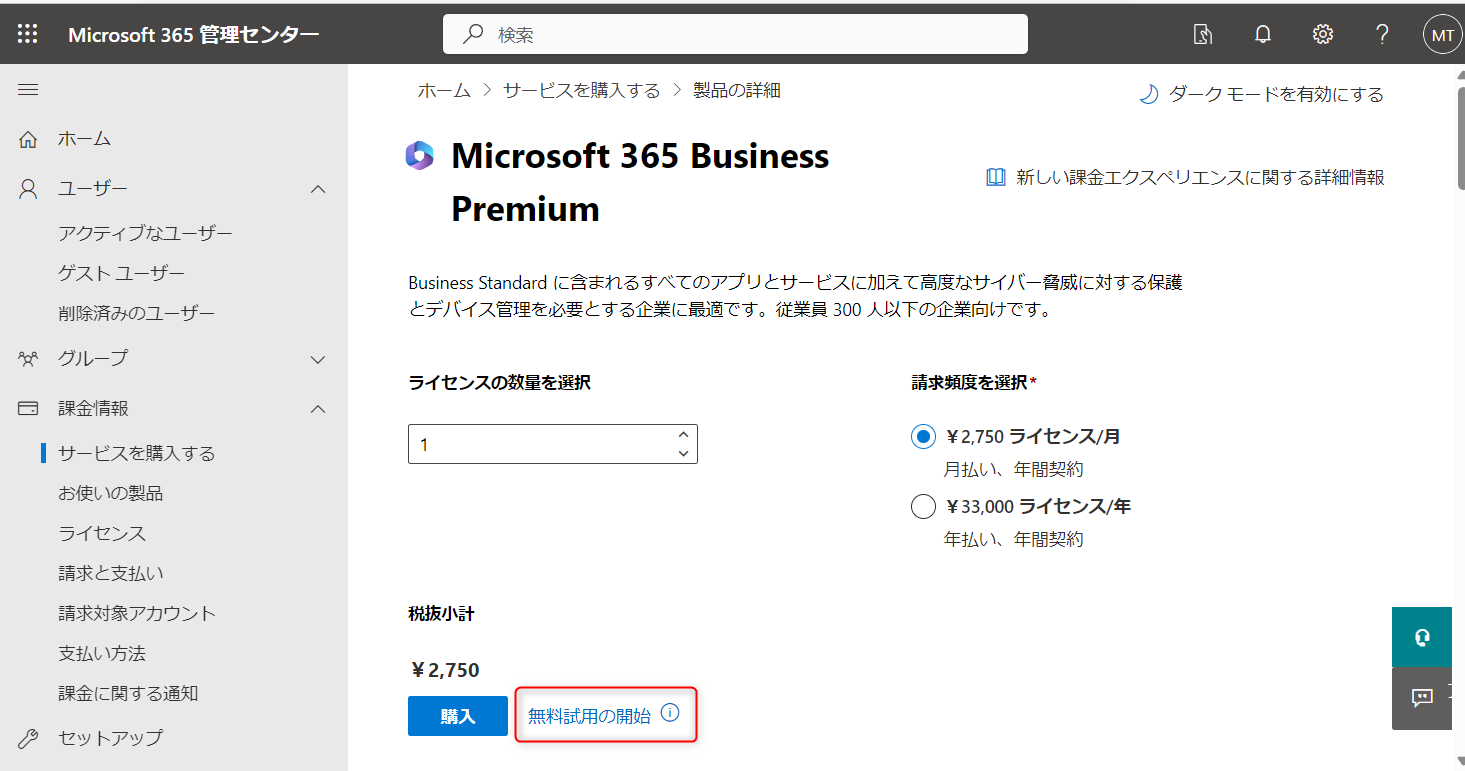 Microsoft 365 管理センター
検索
MT
ホーム
ユーザー
アクティブなユーザー
ゲスト ユーザー
削除済みのユーザー
グループ
課金情報
サービスを購入する
お使いの製品
ライセンス
請求と支払い
請求対象アカウント
支払い方法
課金に関する通知
セットアップ
ホーム > サービスを購入する > 製品の詳細
ダーク モードを有効にする
Microsoft 365 Business
Premium
新しい課金エクスペリエンスに関する詳細情報
Business Standard に含まれるすべてのアプリとサービスに加えて高度なサイバー脅威に対する保護
とデバイス管理を必要とする企業に最適です。従業員 300 人以下の企業向けです。
ライセンスの数量を選択
1
請求頻度を選択*
￥2,750 ライセンス/月
月払い、年間契約
￥33,000 ライセンス/年
年払い、年間契約
税抜小計
￥2,750
購入
無料試用の開始